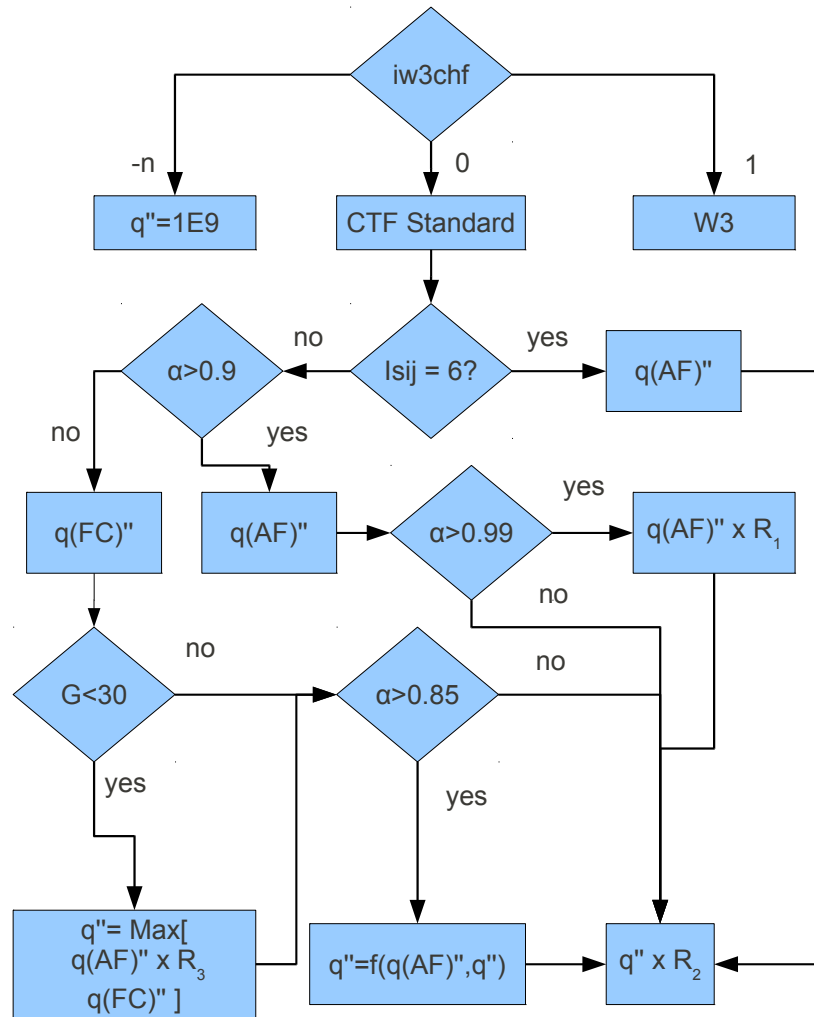 iw3chf
-n
0
1
q"=1E9
CTF Standard
W3
no
yes
α>0.9
Isij = 6?
q(AF)"
no
yes
yes
q(FC)"
q(AF)"
α>0.99
q(AF)" x R₁
no
no
no
G<30
α>0.85
yes
yes
q"= Max[
q(AF)" x R₃
q(FC)" ]
q"=f(q(AF)",q")
q" x R₂